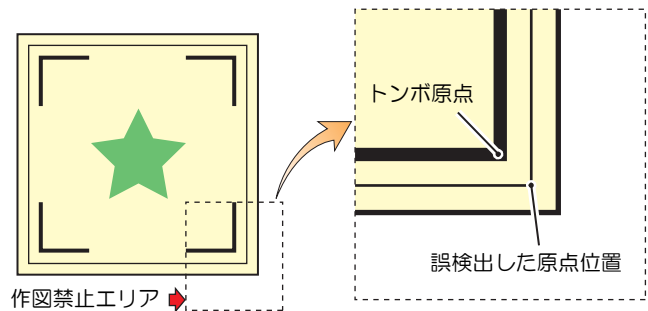 トンボ原点
誤検出した原点位置
作図禁止エリア